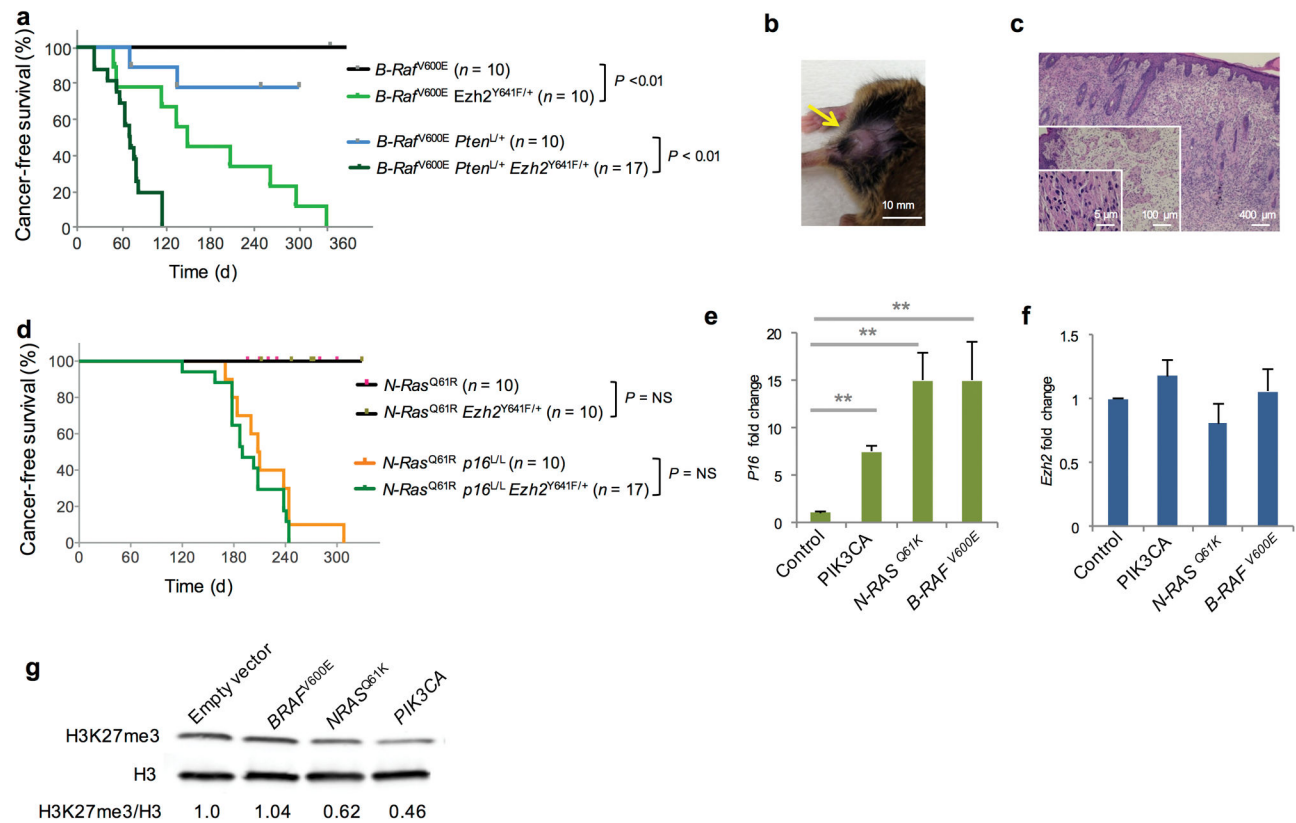 a
Cancer-free survival (%)
100
80
60
40
20
0
60
120
180
240
300
360
Time (d)
B-Raf^V600E (n = 10)
B-Raf^V600E Ezh2^Y641F/+ (n = 10)
P <0.01
B-Raf^V600E Pten^L/+ (n = 10)
B-Raf^V600E Pten^L/+ Ezh2^Y641F/+ (n = 17)
P < 0.01
b
10 mm
c
5 µm
100 µm
400 µm
d
Cancer-free survival (%)
100
80
60
40
20
0
0
120
180
240
300
Time (d)
N-Ras^Q61R (n = 10)
N-Ras^Q61R Ezh2^Y641F/+ (n = 10)
P = NS
N-Ras^Q61R p16^L/L (n = 10)
N-Ras^Q61R p16^L/L Ezh2^Y641F/+ (n = 17)
P = NS
e
P16 fold change
20
15
10
5
0
**
**
**
Control
PIK3CA
N-RAS ^Q61K
B-RAF ^V600E
f
Ezh2 fold change
1.5
1
0.5
0
Control
PIK3CA
N-RAS ^Q61K
B-RAF ^V600E
g
Empty vector
BRAF^V600E
NRAS^Q61K
PIK3CA
H3K27me3
H3
H3K27me3/H3 1.0 1.04 0.62 0.46